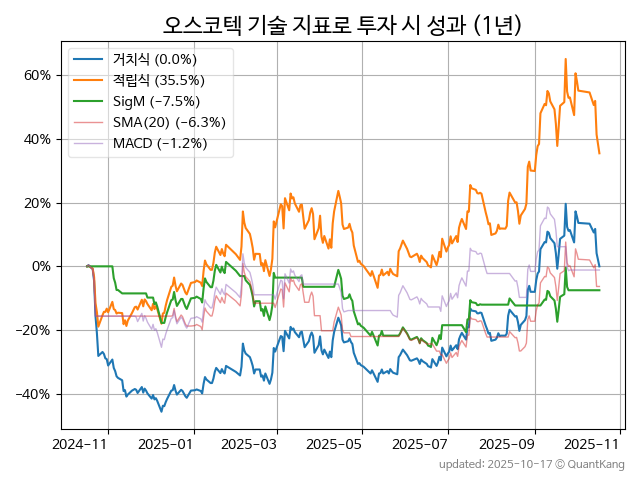 오스코텍 기술 지표로 투자 시 성과 (1년)
거치식 (0.0%)
적립식 (35.5%)
SigM (−7.5%)
SMA(20) (−6.3%)
MACD (−1.2%)
60%
40%
20%
0%
−20%
−40%
2024-11
2025-01
2025-03
2025-05
2025-07
2025-09
2025-11
updated: 2025-10-17 © QuantKang